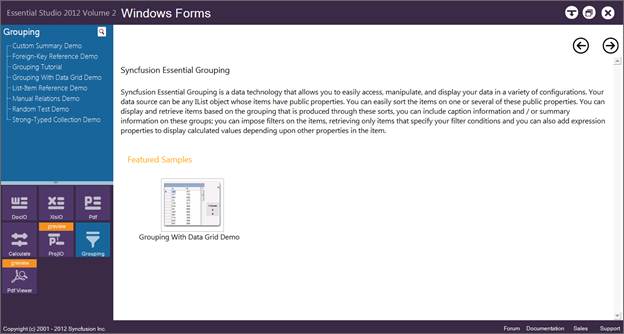 Essential Studio 2012 Volume 2 Windows Forms
Grouping
Custom Summary Demo
Foreign-Key Reference Demo
Grouping Tutorial
Grouping With Data Grid Demo
List-Item Reference Demo
Manual Relations Demo
Random Test Demo
Strong-Typed Collection Demo
Syncfusion Essential Grouping
Syncfusion Essential Grouping is a data technology that allows you to easily access, manipulate, and display your data in a variety of configurations. Your
data source can be any IList object whose items have public properties. You can easily sort the items on one or several of these public properties. You can
display and retrieve items based on the grouping that is produced through these sorts, you can include caption information and / or summary
information on these groups; you can impose filters on the items, retrieving only items that specify your filter conditions and you can also add expression
properties to display calculated values depending upon other properties in the item.
Featured Samples
Grouping With Data Grid Demo
DocIO XlsIO Pdf
preview
Calculate ProjIO Grouping
preview
Pdf Viewer
Copyright (c) 2001 - 2012 Syncfusion Inc. Forum Documentation Sales Support